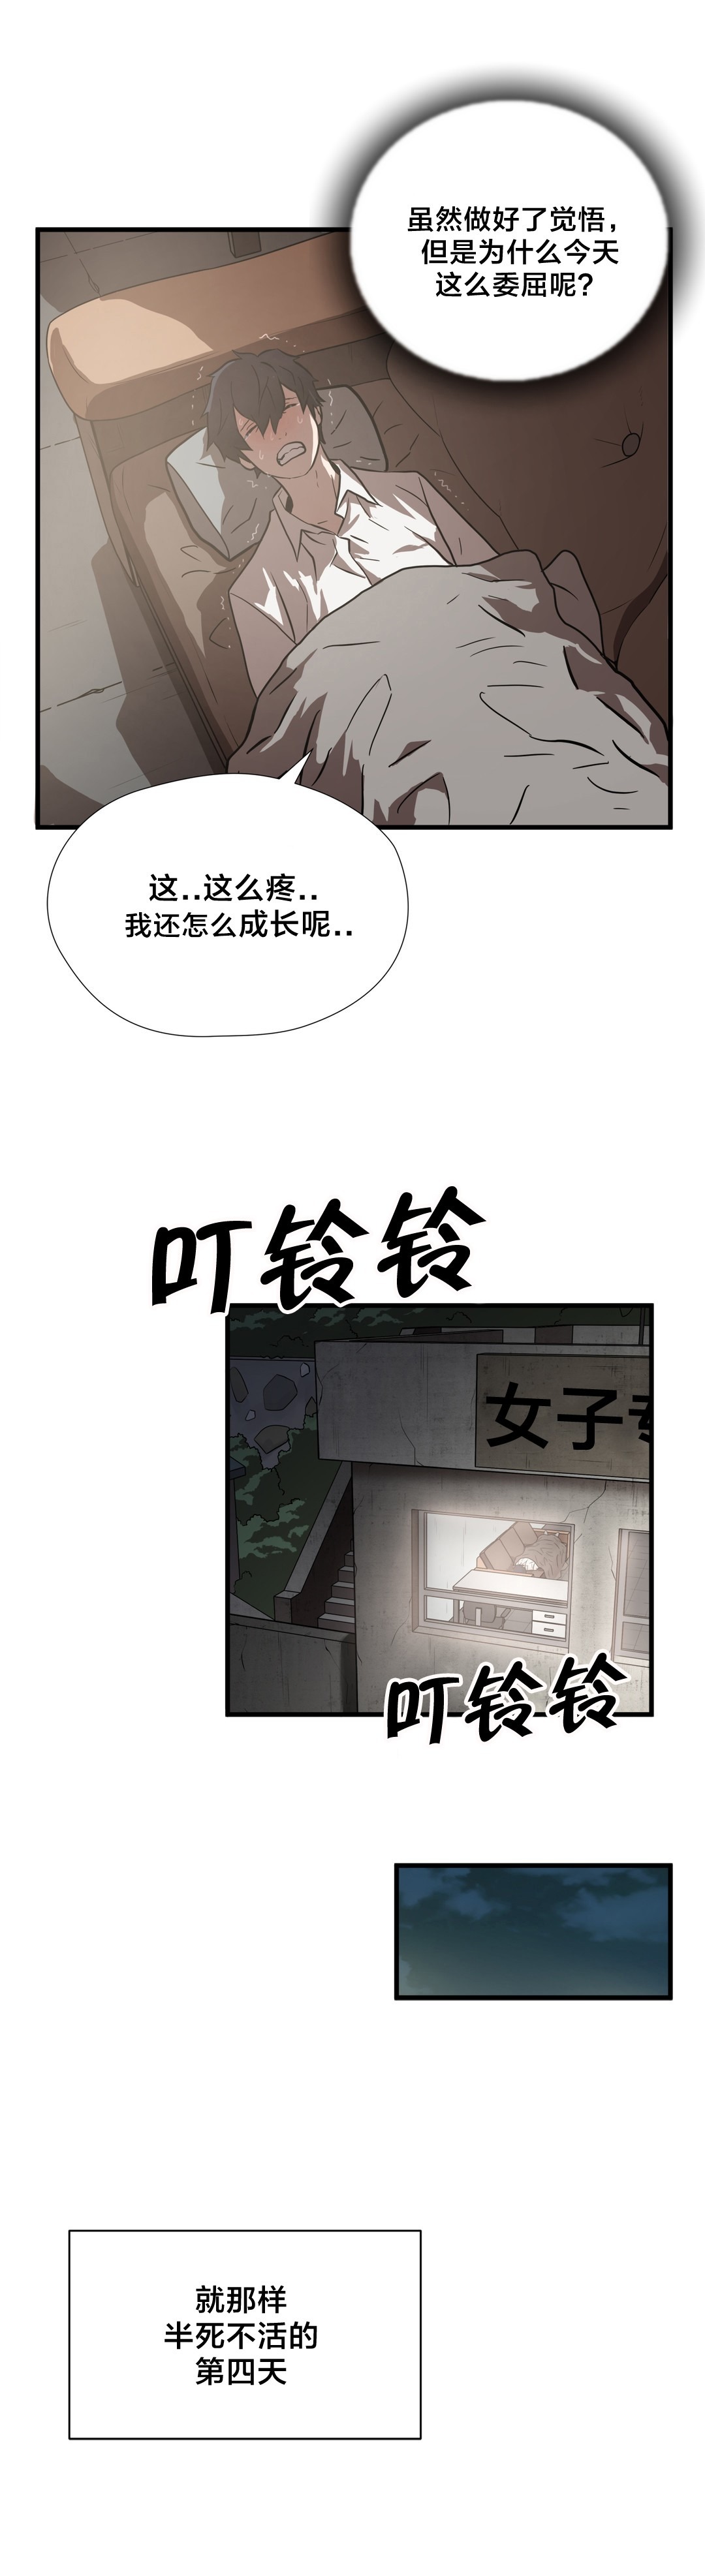 虽然做好了觉悟，
但是为什么今天
这么委屈呢？
这..这么疼..
我还怎么成长呢..
叮铃铃
女子专
叮铃铃
就那样
半死不活的
第四天